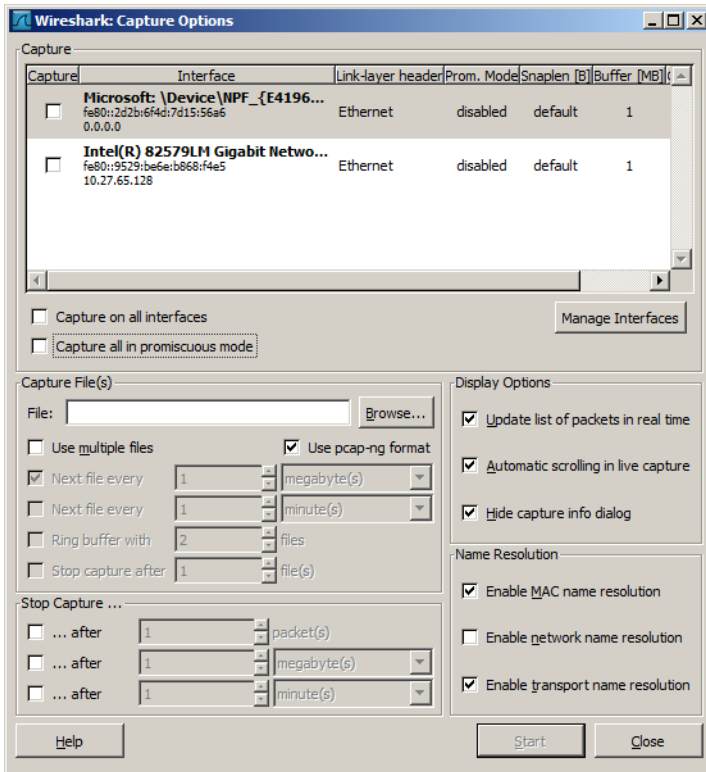 Wireshark: Capture Options
Capture
Capture Interface Link-layer header Prom. Mode Snaplen [B] Buffer [MB]
Microsoft: \Device\NPF_{E4196...
fe80::2d2b:6f4d:7d15:56a6
0.0.0.0
Ethernet disabled default 1
Intel(R) 82579LM Gigabit Netwo...
fe80::9529:be6e:b868:f4e5
10.27.65.128
Ethernet disabled default 1
Capture on all interfaces
Manage Interfaces
Capture all in promiscuous mode
Capture File(s)
File:
Browse...
Use multiple files
Use pcap-ng format
Next file every 1 megabyte(s)
Next file every 1 minute(s)
Ring buffer with 2 files
Stop capture after 1 file(s)
Stop Capture ...
... after 1 packet(s)
... after 1 megabyte(s)
... after 1 minute(s)
Display Options
Update list of packets in real time
Automatic scrolling in live capture
Hide capture info dialog
Name Resolution
Enable MAC name resolution
Enable network name resolution
Enable transport name resolution
Help
Start
Close